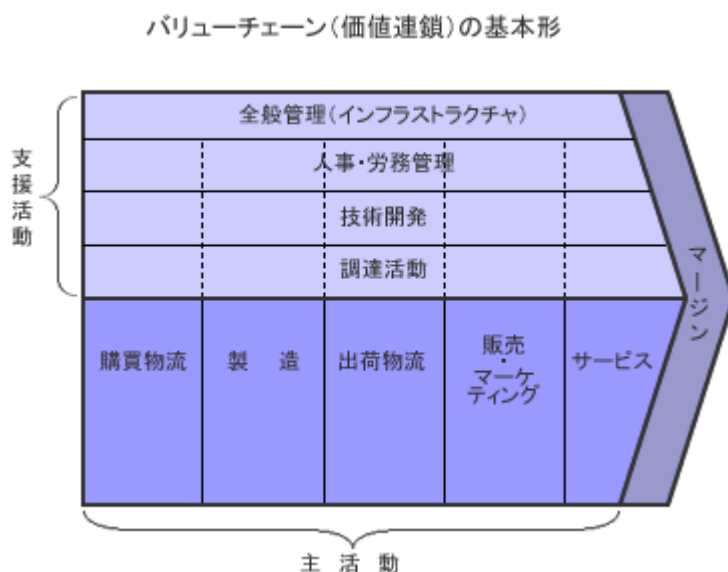 バリューチェーン(価値連鎖)の基本形
支援活動
全般管理(インフラストラクチャ)
人事・労務管理
技術開発
調達活動
購買物流
製 造
出荷物流
販売
・
マーケ
ティング
サービス
マージン
主 活 動